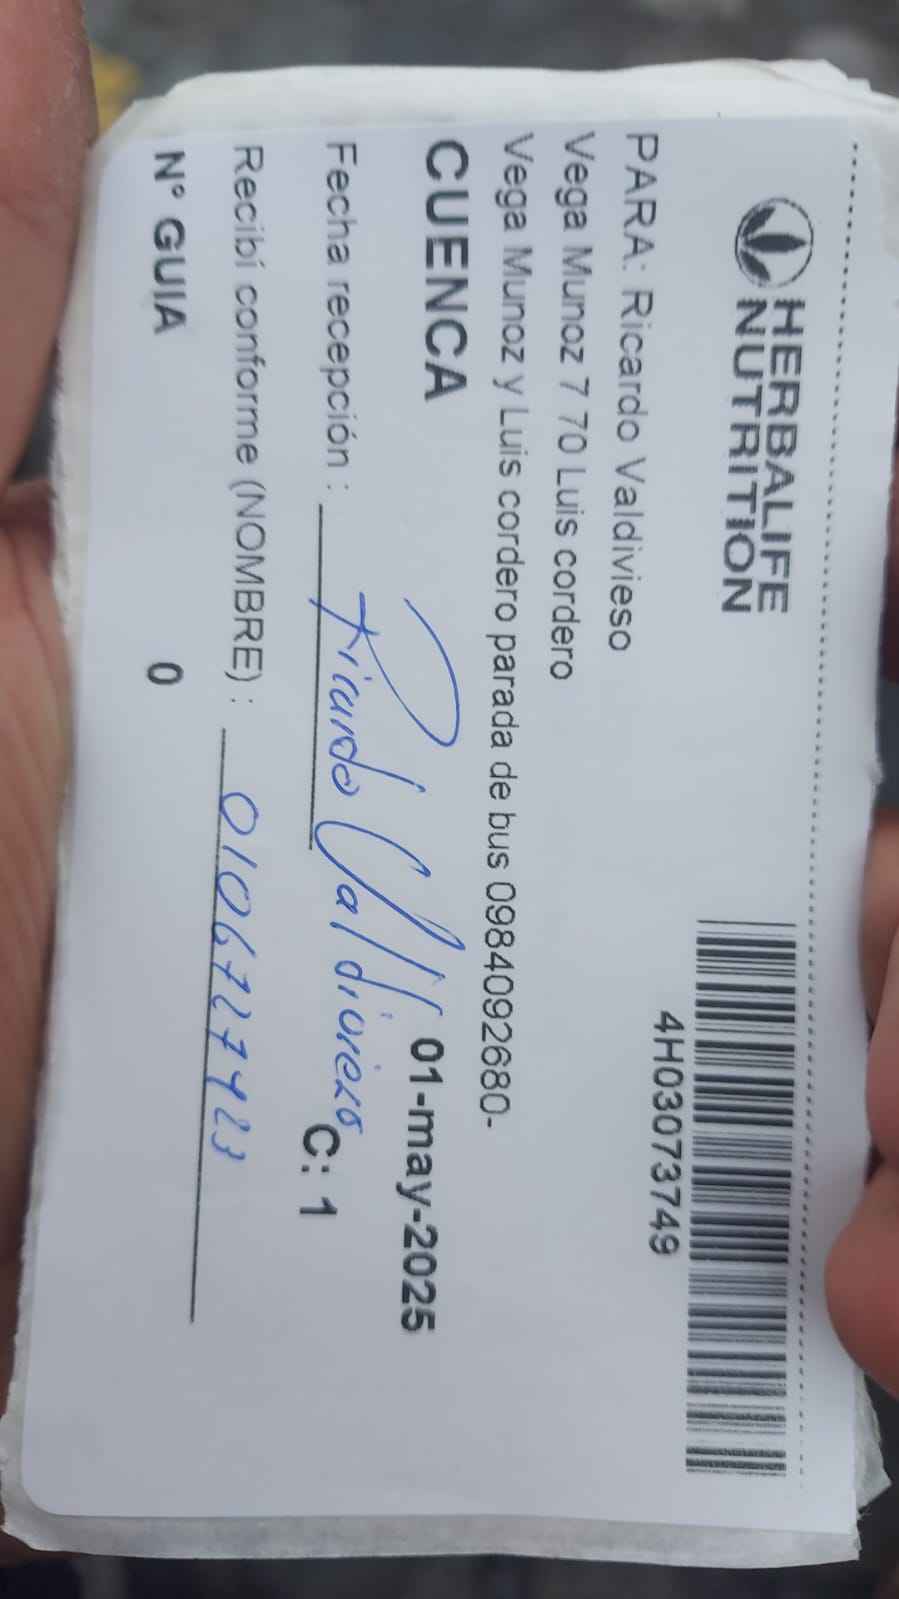 HERBALIFE
NUTRITION
4H03073749
PARA: Ricardo Valdivieso
Vega Munoz 7 70 Luis cordero
Vega Munoz y Luis cordero parada de bus 0984092680-
CUENCA
01-may-2025
Fecha recepción :
Ricardo Valdivieso
C: 1
Recibí conforme (NOMBRE) : 0106727423
N° GUIA 0